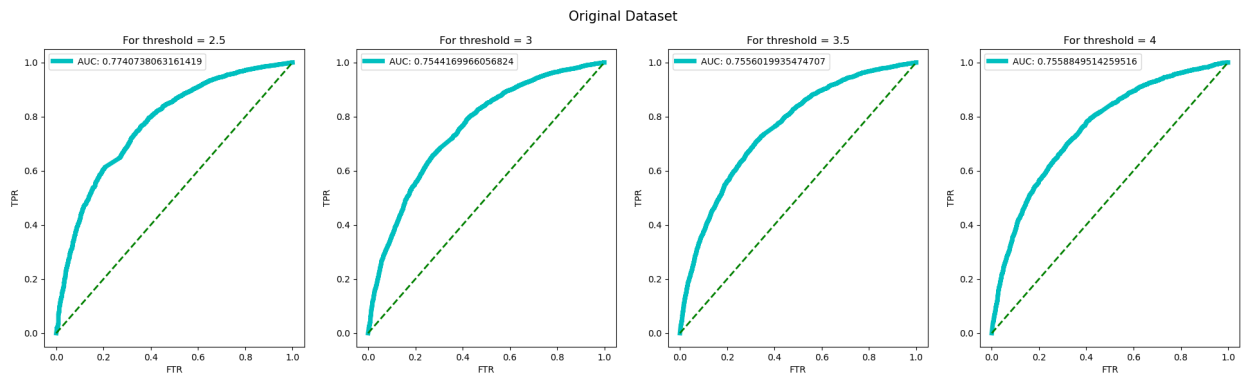 Original Dataset
For threshold = 2.5
AUC: 0.7740738063161419
TPR
1.0
0.8
0.6
0.4
0.2
0.0
0.0 0.2 0.4 0.6 0.8 1.0
FTR
For threshold = 3
AUC: 0.7544169966056824
TPR
1.0
0.8
0.6
0.4
0.2
0.0
0.0 0.2 0.4 0.6 0.8 1.0
FTR
For threshold = 3.5
AUC: 0.7556019935474707
TPR
1.0
0.8
0.6
0.4
0.2
0.0
0.0 0.2 0.4 0.6 0.8 1.0
FTR
For threshold = 4
AUC: 0.7558849514259516
TPR
1.0
0.8
0.6
0.4
0.2
0.0
0.0 0.2 0.4 0.6 0.8 1.0
FTR